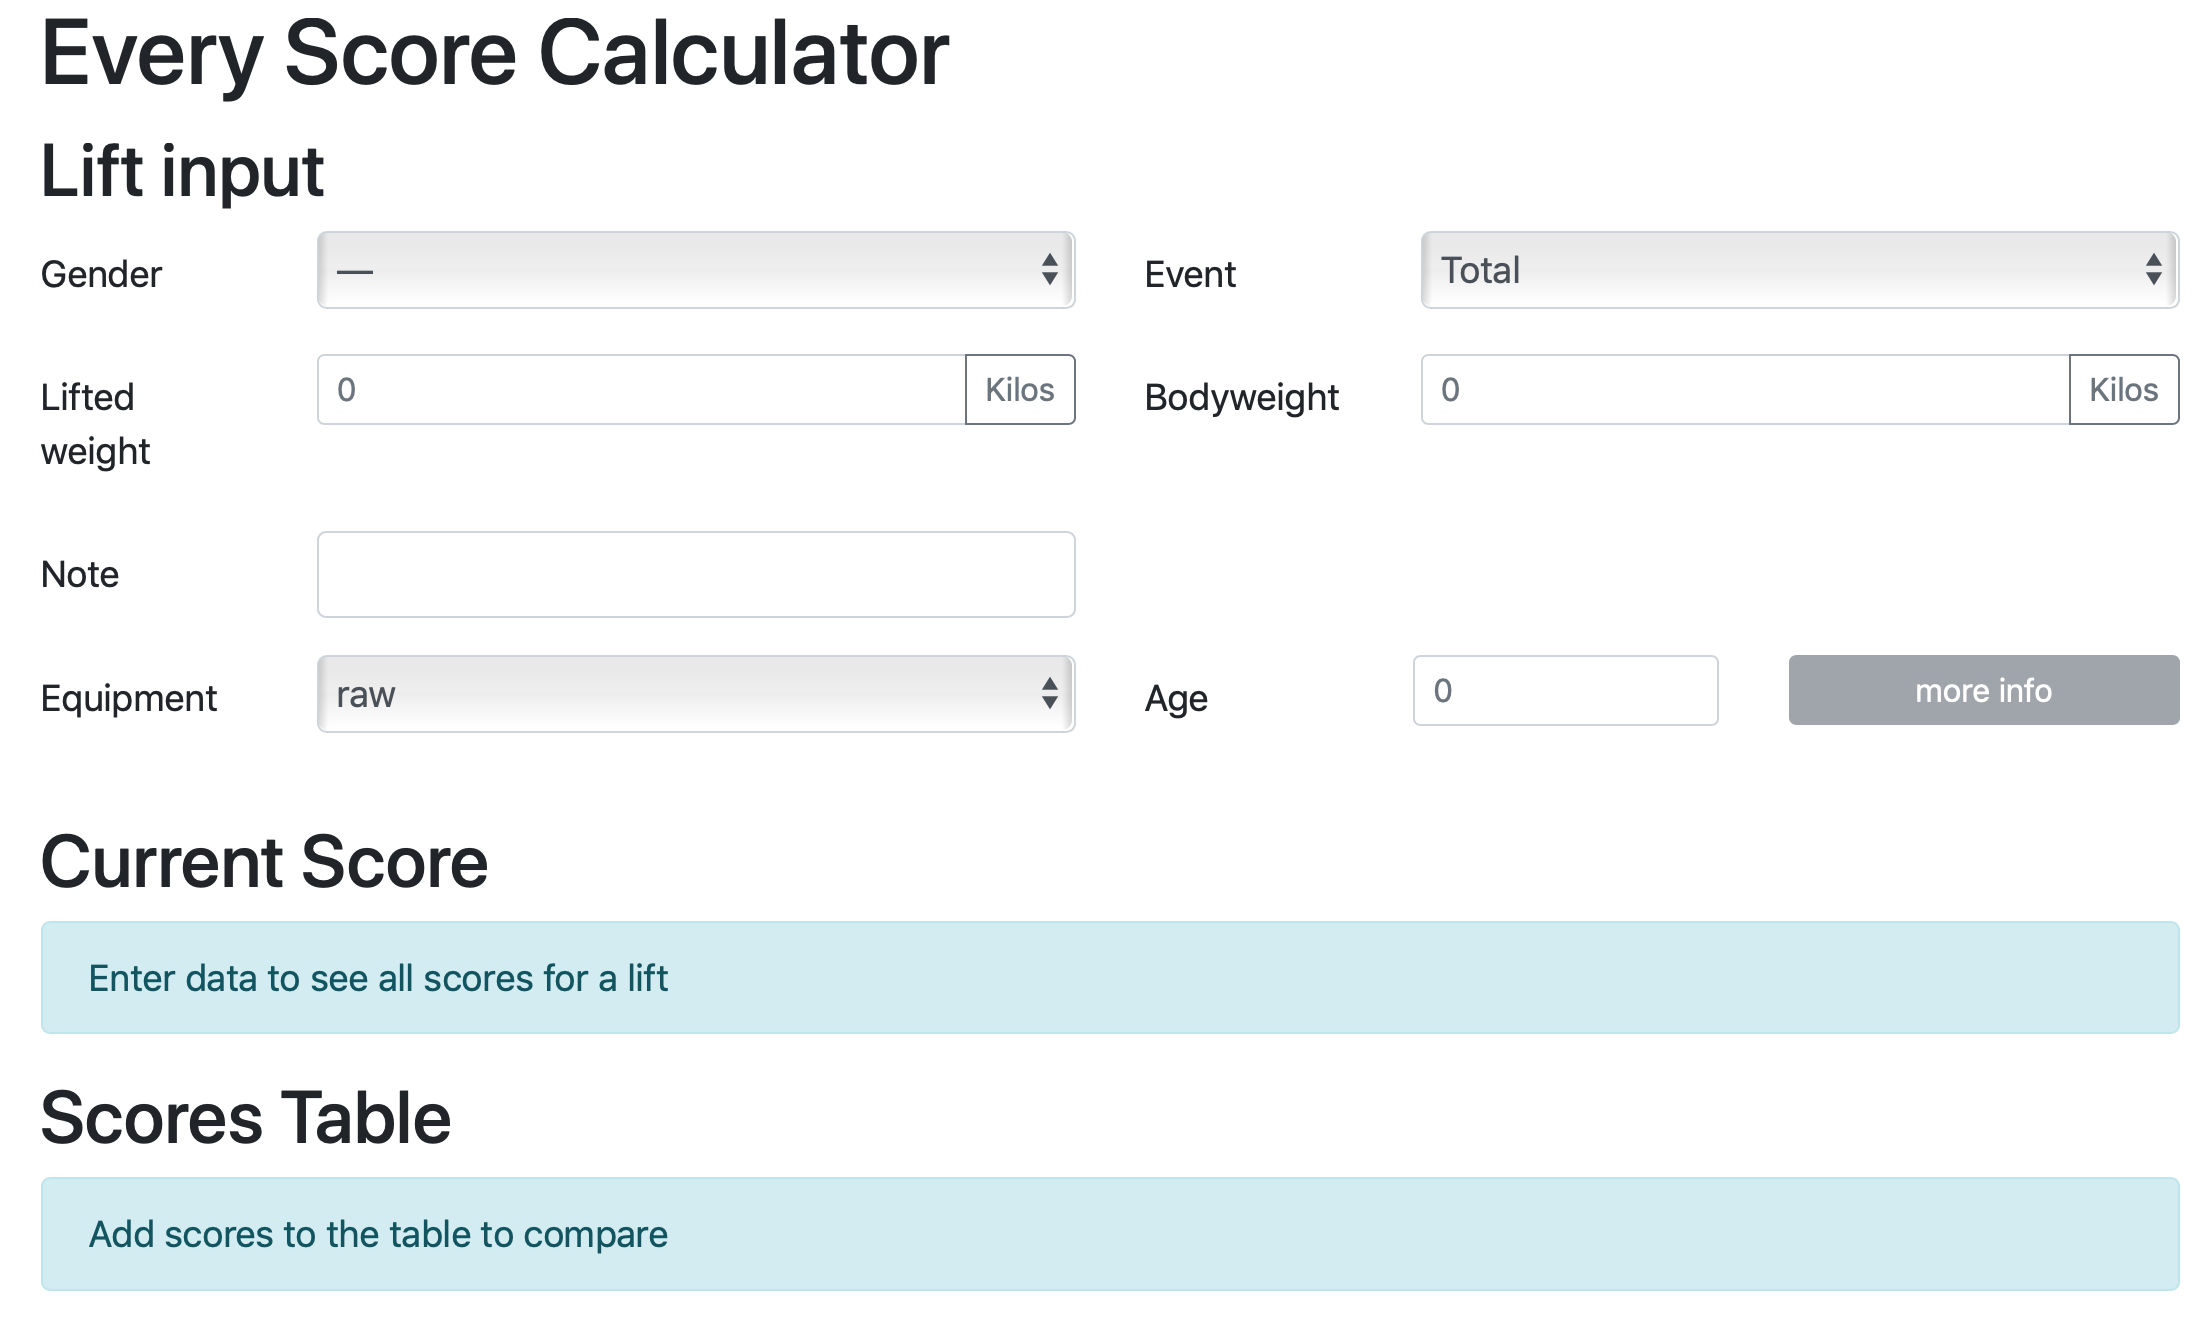 Every Score Calculator
Lift input
Gender
—
Event
Total
Lifted
weight
0
Kilos
Bodyweight
0
Kilos
Note
Equipment
raw
Age
0
more info
Current Score
Enter data to see all scores for a lift
Scores Table
Add scores to the table to compare